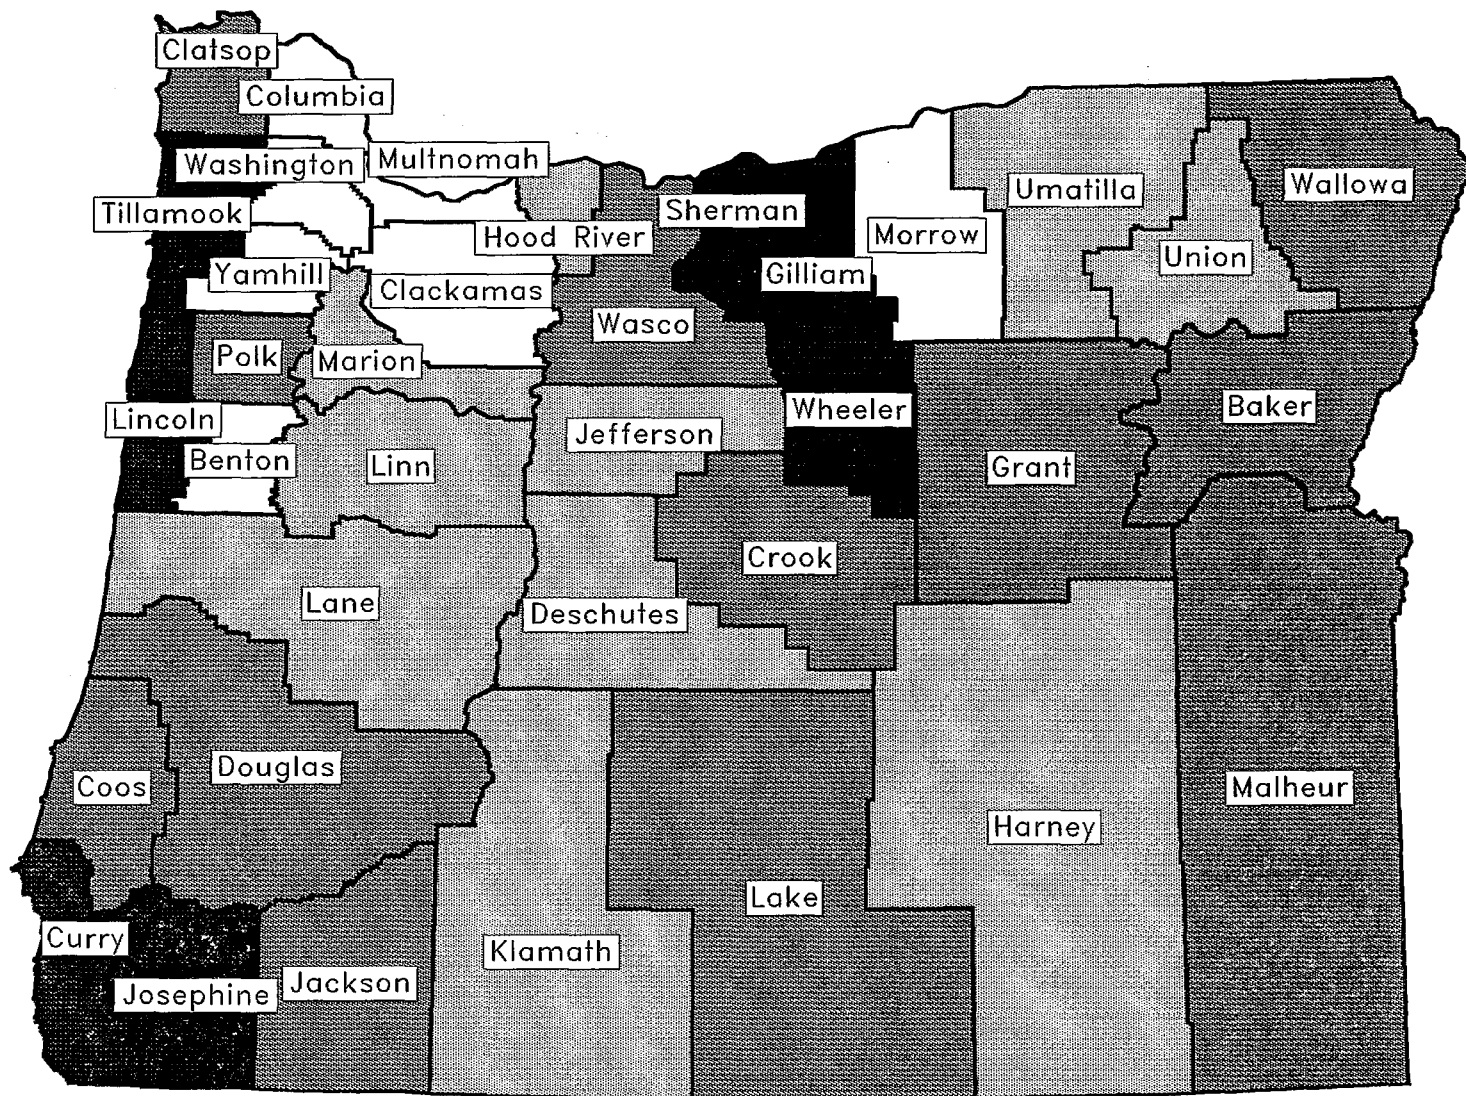 Clatsop
Columbia
Washington
Multnomah
Tillamook
Hood River
Sherman
Morrow
Umatilla
Wallowa
Yamhill
Clackamas
Gilliam
Union
Polk
Marion
Wasco
Lincoln
Benton
Linn
Jefferson
Wheeler
Grant
Baker
Lane
Deschutes
Crook
Coos
Douglas
Harney
Malheur
Curry
Josephine
Jackson
Klamath
Lake